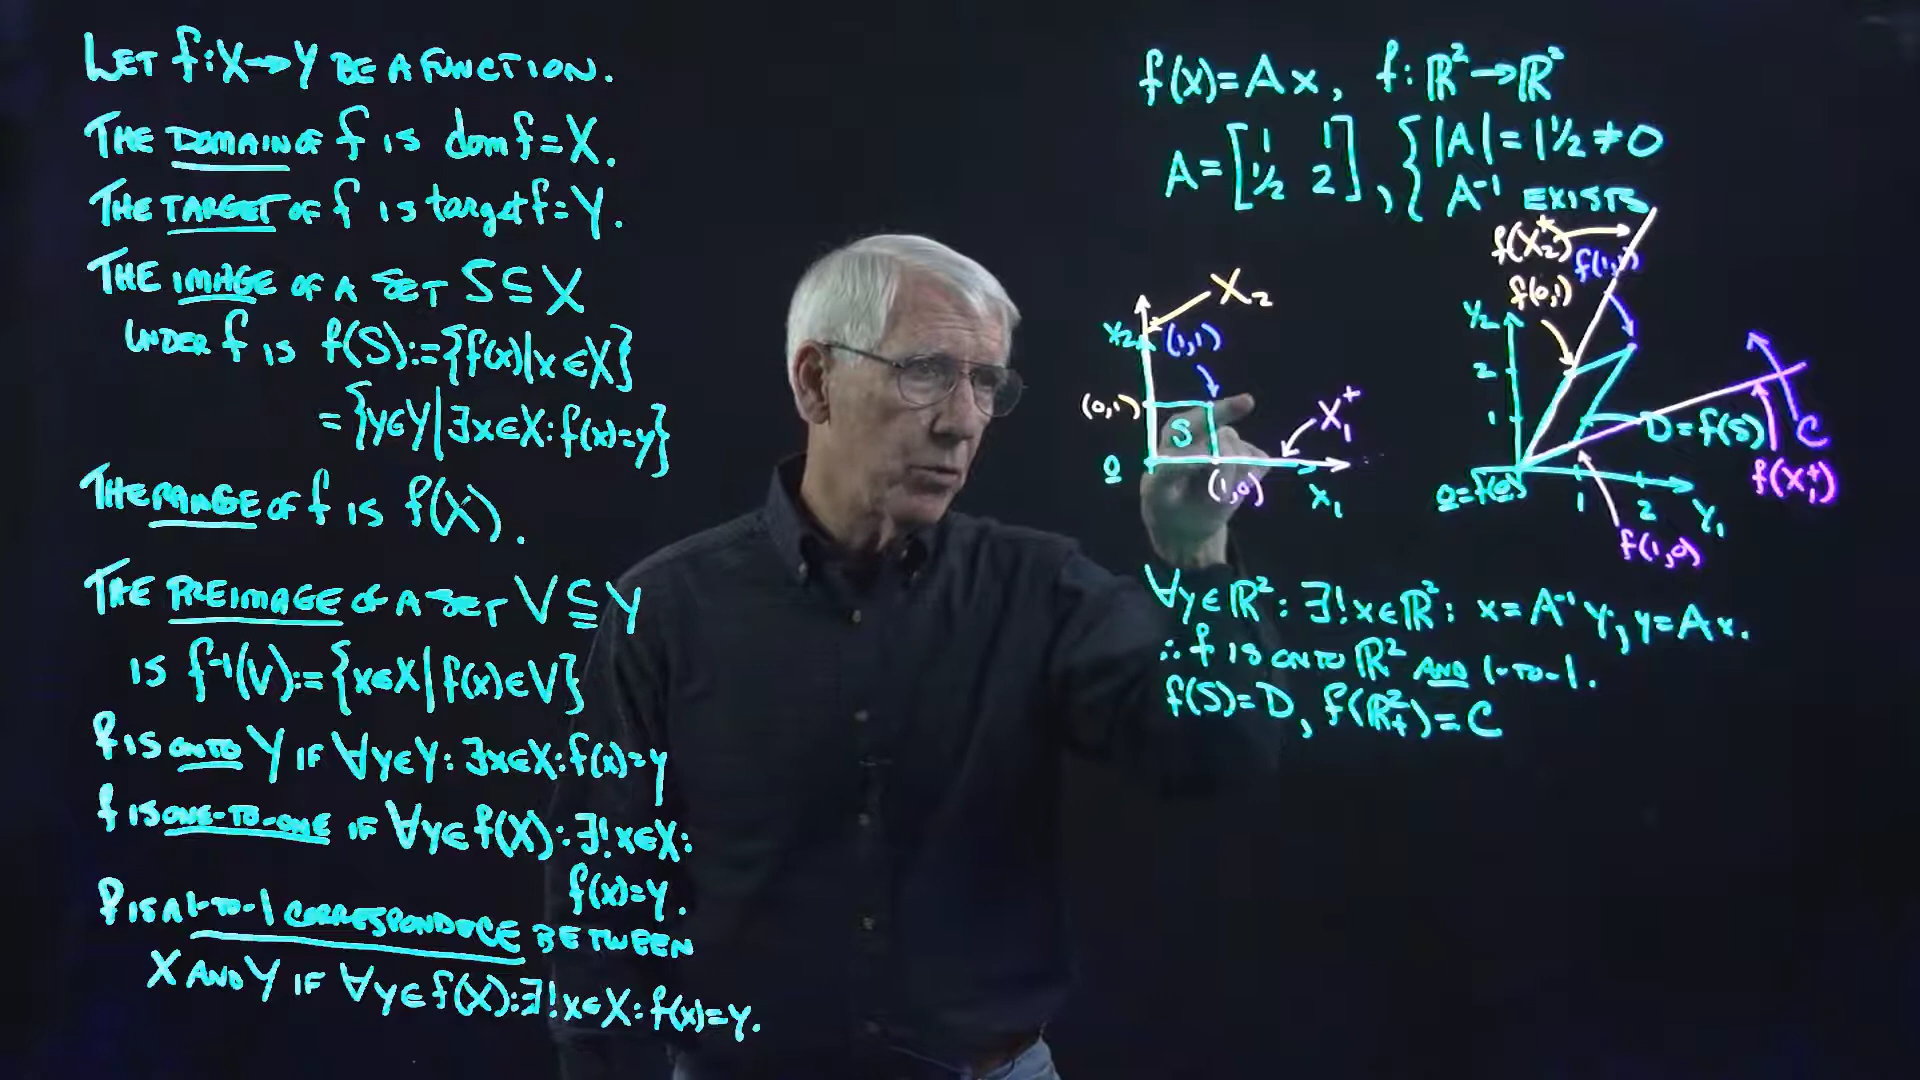 LET f:X→Y BE A FUNCTION.
THE DOMAIN OF f IS dom f=X.
THE TARGET OF f IS target f=Y.
THE IMAGE OF A SET S⊆X
UNDER f IS f(S):={f(x)|x∈X}
={y∈Y|∃x∈X:f(x)=y}
THE RANGE OF f IS f(X).
THE PREIMAGE OF A SET V⊆Y
IS f⁻¹(V):={x∈X|f(x)∈V}
f IS ONTO Y IF ∀y∈Y:∃x∈X:f(x)=y
f IS ONE-TO-ONE IF ∀y∈f(X):∃!x∈X:
f(x)=y.
f IS A 1-TO-1 CORRESPONDECE BETWEEN
X AND Y IF ∀y∈f(X):∃!x∈X:f(x)=y.
f(x)=Ax, f:ℝ²→ℝ²
A=[1 1
1/2 2], {|A|=1 1/2≠0
A⁻¹ EXISTS
X₂
x₂
(1,1)
(0,1)
S
X₁⁺
0
(1,0)
x₁
f(X₂⁺)
f(1,1)
f(0,1)
y₂
2
1
D=f(S)
C
f(X₁⁺)
0=f(0)
1
2
y₁
f(1,0)
∀y∈ℝ²:∃!x∈ℝ²: x=A⁻¹y, y=Ax.
∴f IS ONTO ℝ² AND 1-TO-1.
f(S)=D, f(ℝ²₊)=C